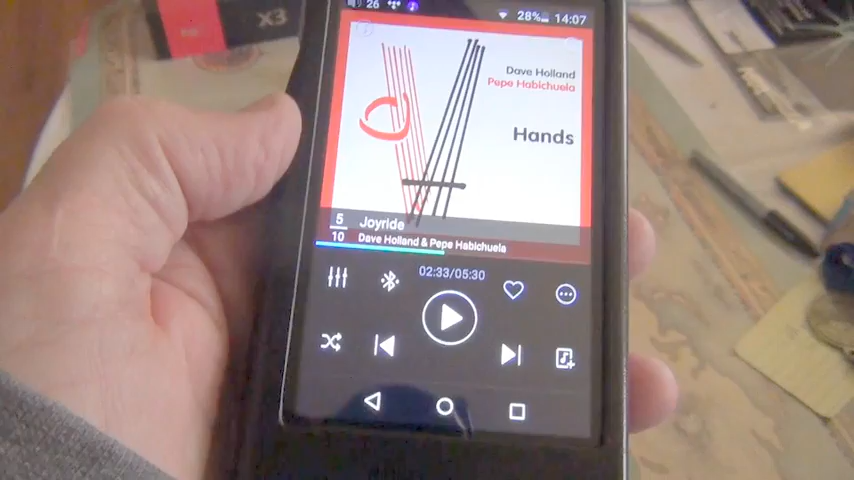 X3
26 28% 14:07
Dave Holland
Pepe Habichuela
Hands
5 Joyride
10 Dave Holland & Pepe Habichuela
02:33/05:30